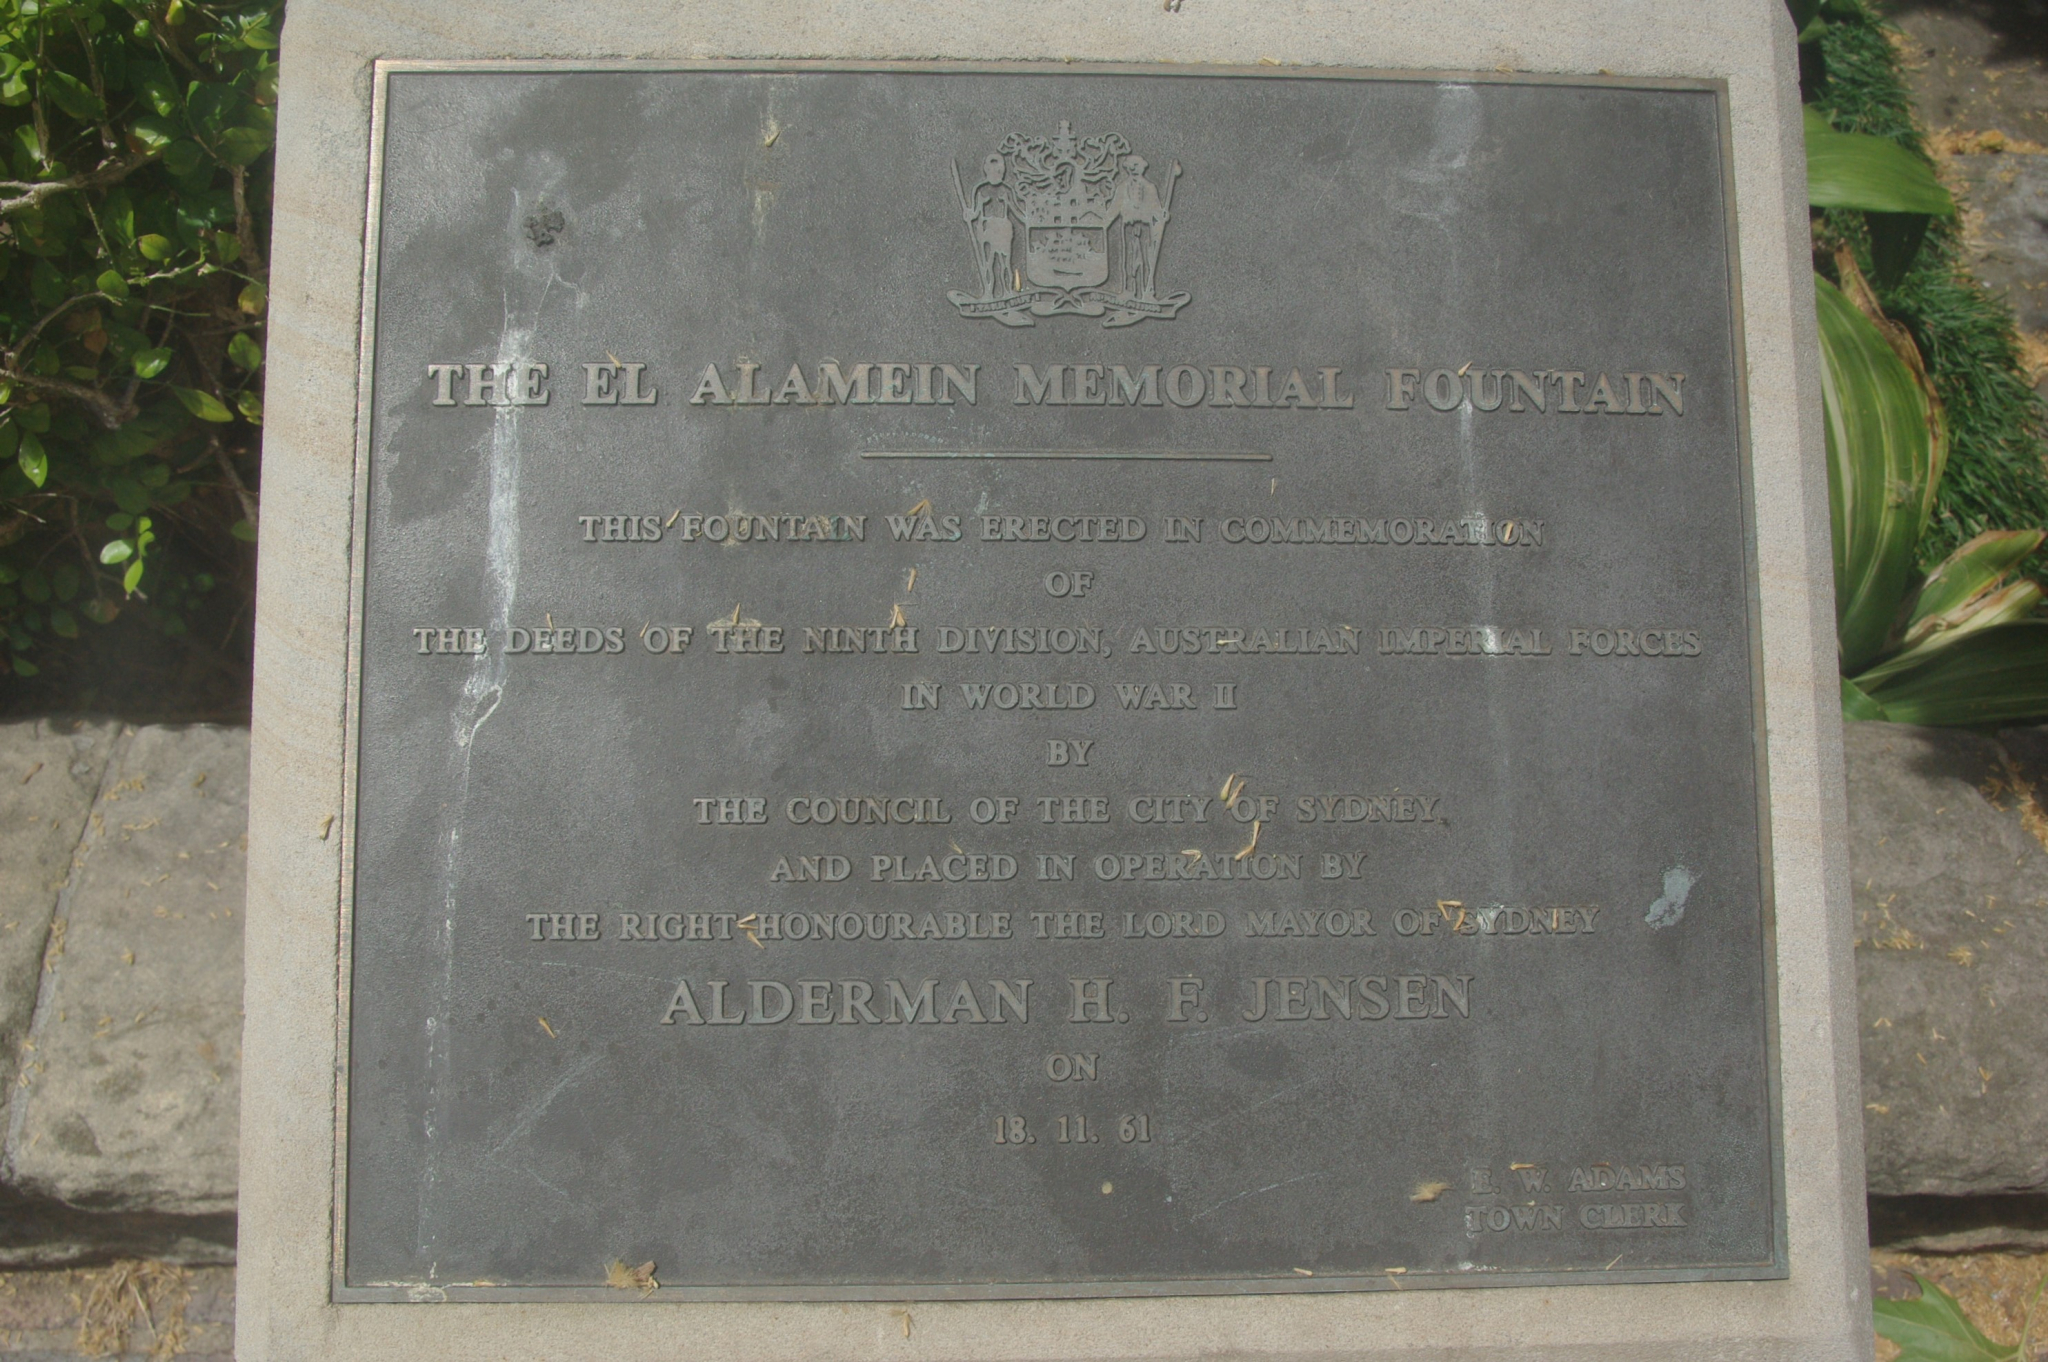 THE EL ALAMEIN MEMORIAL FOUNTAIN
THIS FOUNTAIN WAS ERECTED IN COMMEMORATION
OF
THE DEEDS OF THE NINTH DIVISION, AUSTRALIAN IMPERIAL FORCES
IN WORLD WAR II
BY
THE COUNCIL OF THE CITY OF SYDNEY
AND PLACED IN OPERATION BY
THE RIGHT HONOURABLE THE LORD MAYOR OF SYDNEY
ALDERMAN H. F. JENSEN
ON
18. 11. 61
E. W. ADAMS
TOWN CLERK